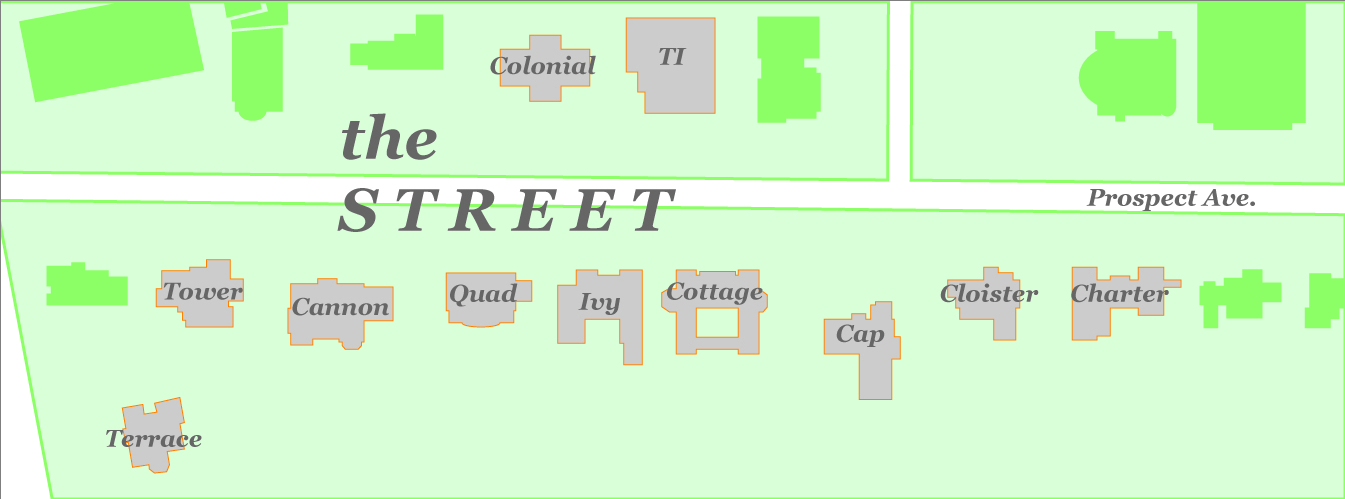 Colonial
TI
the
STREET
Prospect Ave.
Tower
Cannon
Quad
Ivy
Cottage
Cap
Cloister
Charter
Terrace